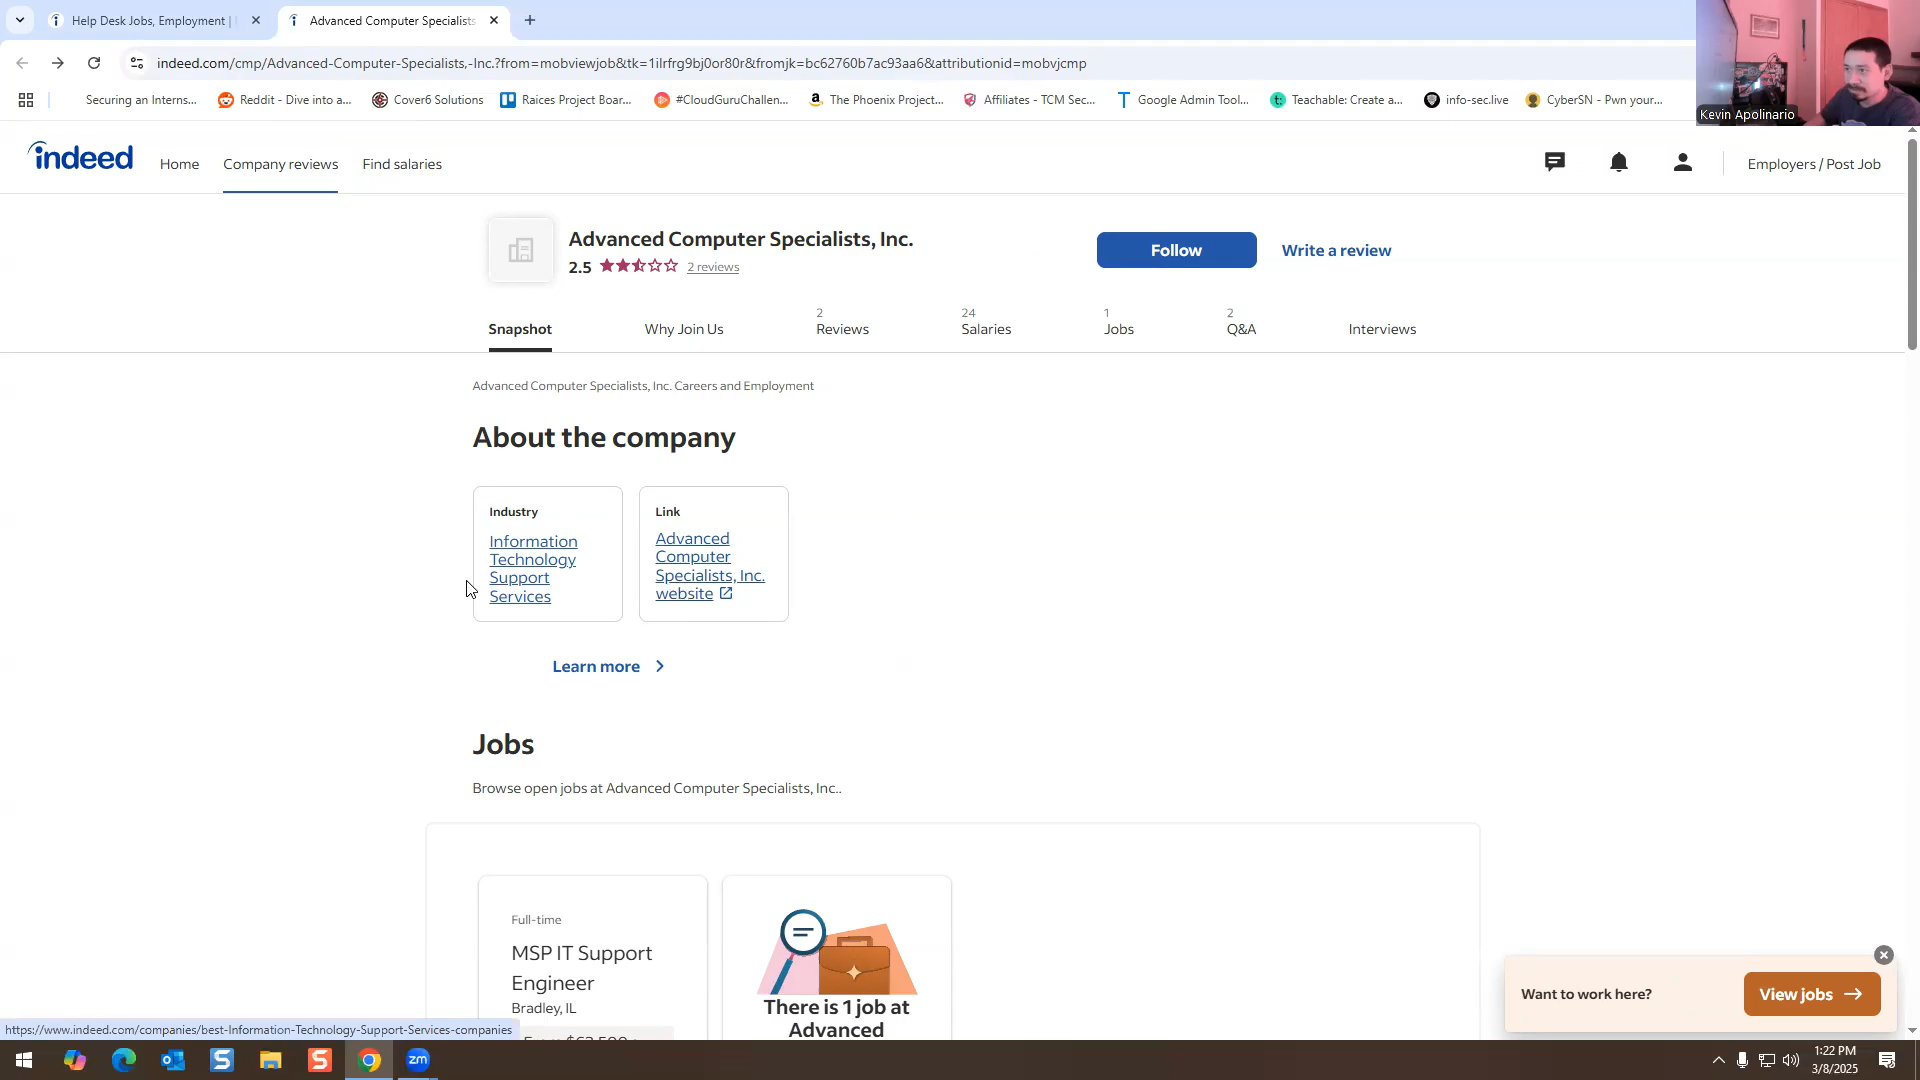 Help Desk Jobs, Employment |
Advanced Computer Specialists
indeed.com/cmp/Advanced-Computer-Specialists,-Inc.?from=mobviewjob&tk=1ilrfrg9bj0or80r&fromjk=bc62760b7ac93aa6&attributionid=mobvjcmp
Securing an Interns...
Reddit - Dive into a...
Cover6 Solutions
Raices Project Boar...
#CloudGuruChallen...
The Phoenix Project...
Affiliates - TCM Sec...
Google Admin Tool...
Teachable: Create a...
info-sec.live
CyberSN - Pwn your...
Kevin Apolinario
indeed
Home
Company reviews
Find salaries
Employers / Post Job
Advanced Computer Specialists, Inc.
2.5
2 reviews
Follow
Write a review
Snapshot
Why Join Us
2
Reviews
24
Salaries
1
Jobs
2
Q&A
Interviews
Advanced Computer Specialists, Inc. Careers and Employment
About the company
Industry
Information
Technology
Support
Services
Link
Advanced
Computer
Specialists, Inc.
website
Learn more
Jobs
Browse open jobs at Advanced Computer Specialists, Inc..
Full-time
MSP IT Support
Engineer
Bradley, IL
There is 1 job at
Advanced
Want to work here?
View jobs
https://www.indeed.com/companies/best-Information-Technology-Support-Services-companies
zm
1:22 PM
3/8/2025